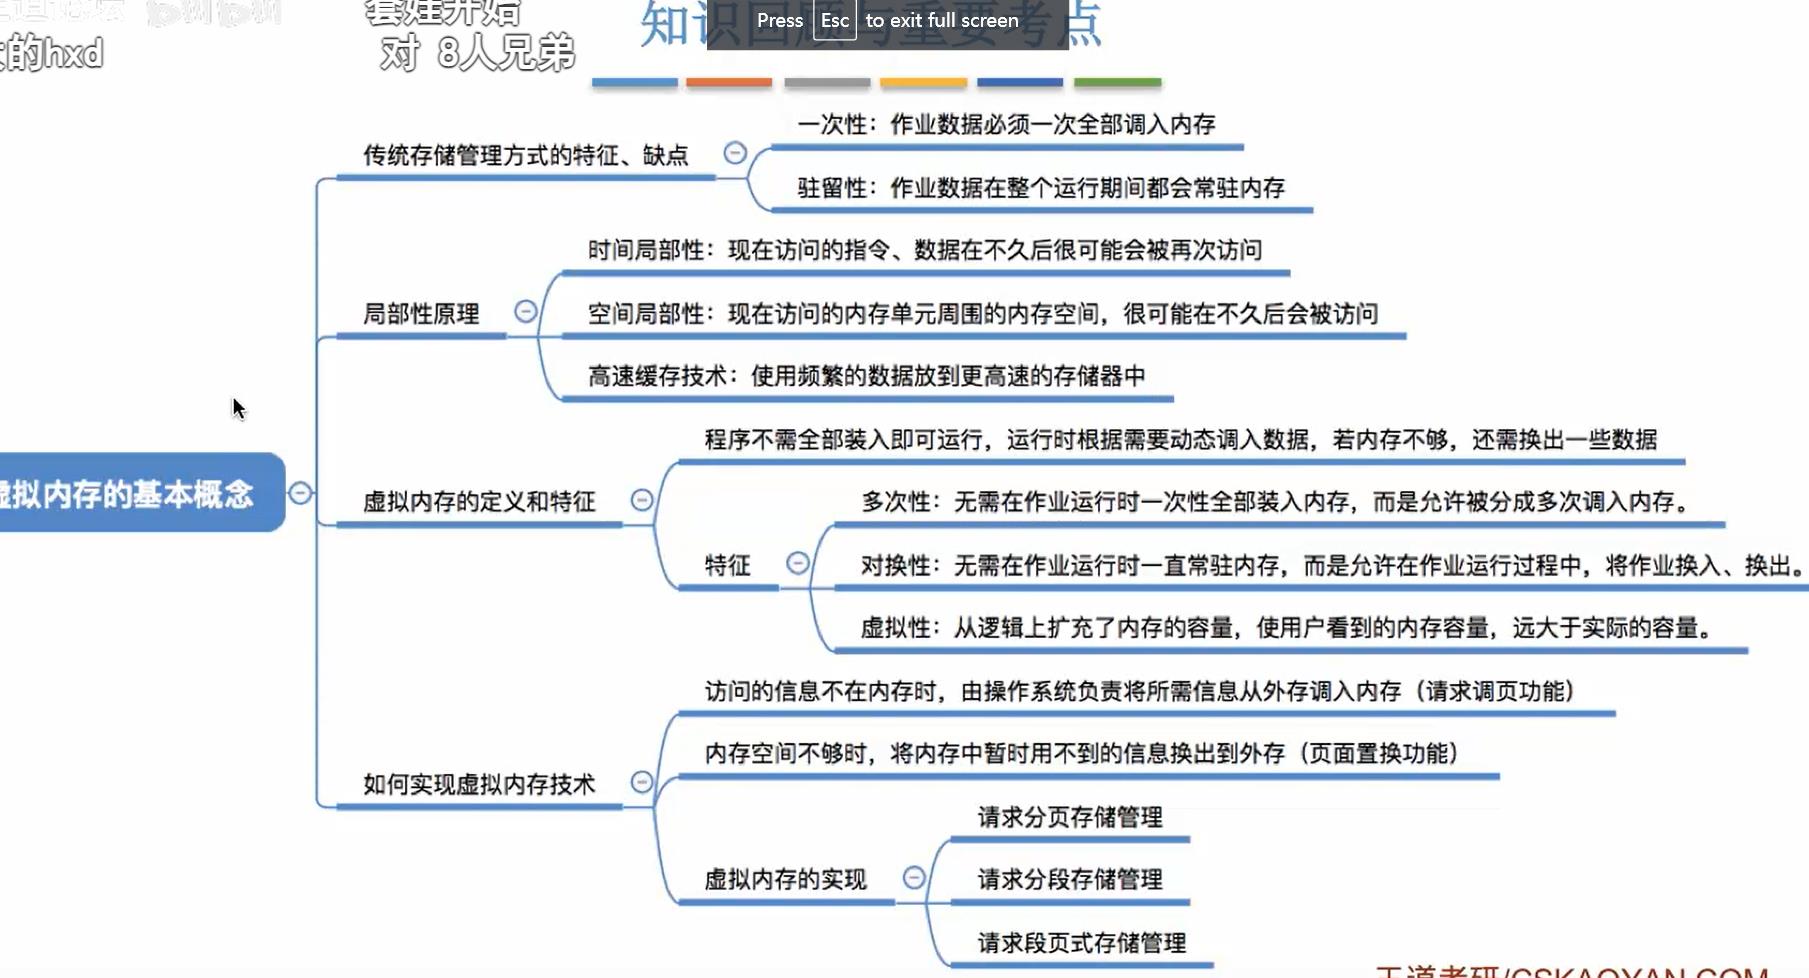 套娃开始
的hxd
对 8人兄弟
知识回顾与重要考点
Press Esc to exit full screen
一次性：作业数据必须一次全部调入内存
传统存储管理方式的特征、缺点
驻留性：作业数据在整个运行期间都会常驻内存
时间局部性：现在访问的指令、数据在不久后很可能会被再次访问
局部性原理
空间局部性：现在访问的内存单元周围的内存空间，很可能在不久后会被访问
高速缓存技术：使用频繁的数据放到更高速的存储器中
虚拟内存的基本概念
程序不需全部装入即可运行，运行时根据需要动态调入数据，若内存不够，还需换出一些数据
虚拟内存的定义和特征
多次性：无需在作业运行时一次性全部装入内存，而是允许被分成多次调入内存。
特征
对换性：无需在作业运行时一直常驻内存，而是允许在作业运行过程中，将作业换入、换出。
虚拟性：从逻辑上扩充了内存的容量，使用户看到的内存容量，远大于实际的容量。
访问的信息不在内存时，由操作系统负责将所需信息从外存调入内存（请求调页功能）
内存空间不够时，将内存中暂时用不到的信息换出到外存（页面置换功能）
如何实现虚拟内存技术
请求分页存储管理
虚拟内存的实现
请求分段存储管理
请求段页式存储管理
王道考研/CSKAOYAN.COM